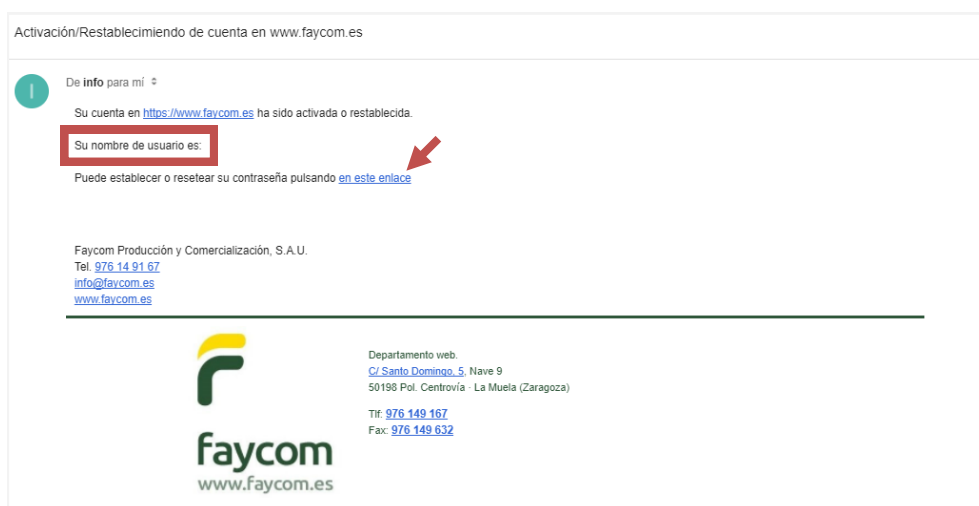 Activación/Restablecimiento de cuenta en www.faycom.es
I
De info para mí
Su cuenta en https://www.faycom.es ha sido activada o restablecida.
Su nombre de usuario es:
Puede establecer o resetear su contraseña pulsando en este enlace
Faycom Producción y Comercialización, S.A.U.
Tel. 976 14 91 67
info@faycom.es
www.faycom.es
Departamento web.
C/ Santo Domingo, 5, Nave 9
50198 Pol. Centrovía · La Muela (Zaragoza)
Tlf: 976 149 167
Fax: 976 149 632
faycom
www.faycom.es